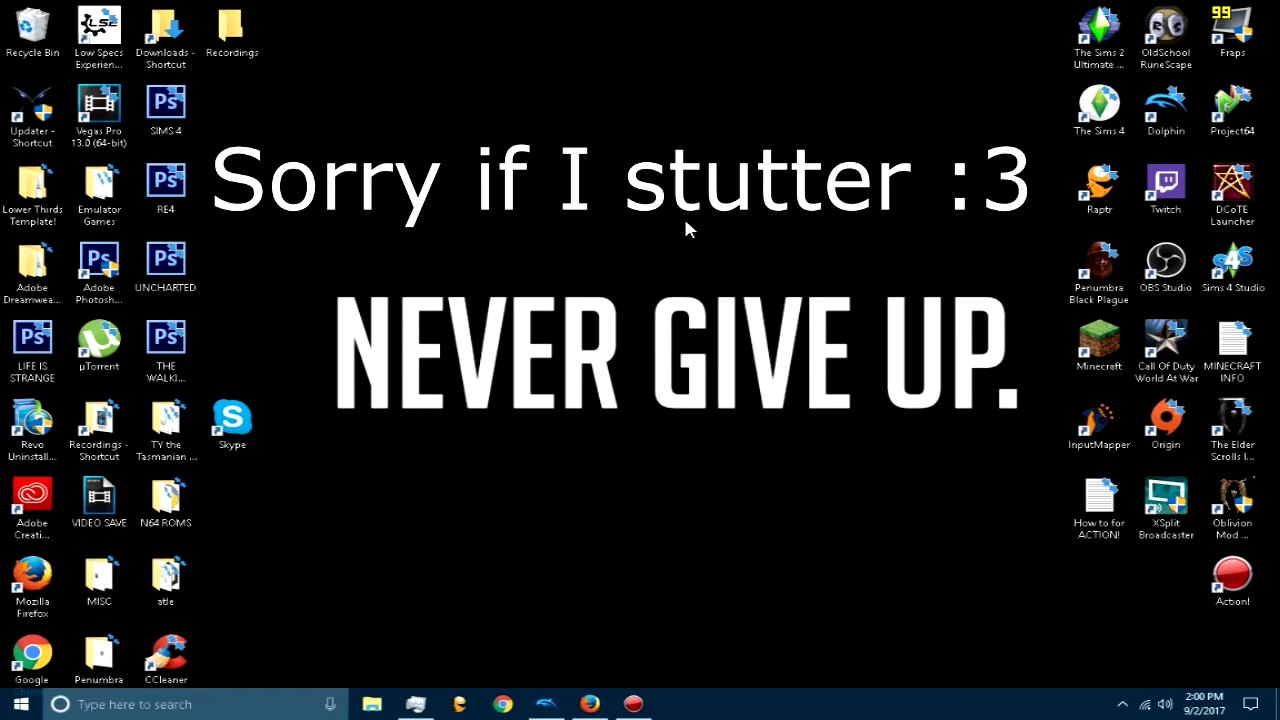 Recycle Bin
Low Specs
Experien...
Downloads -
Shortcut
Recordings
The Sims 2
Ultimate ...
OldSchool
RuneScape
99
Fraps
Updater -
Shortcut
Vegas Pro
13.0 (64-bit)
SIMS 4
The Sims 4
Dolphin
Project64
Sorry if I stutter :3
Lower Thirds
Template!
Emulator
Games
RE4
Raptr
Twitch
DCoTE
Launcher
Adobe
Dreamwea...
Adobe
Photosh...
UNCHARTED
Penumbra
Black Plague
OBS Studio
Sims 4 Studio
NEVER GIVE UP.
LIFE IS
STRANGE
µTorrent
THE
WALKI...
Minecraft
Call Of Duty
World At War
MINECRAFT
INFO
Revo
Uninstall...
Recordings -
Shortcut
TY the
Tasmanian ...
Skype
InputMapper
Origin
The Elder
Scrolls I...
Adobe
Creati...
VIDEO SAVE
N64 ROMS
How to for
ACTION!
XSplit
Broadcaster
Oblivion
Mod ...
Mozilla
Firefox
MISC
atle
Action!
Google
Penumbra
CCleaner
Type here to search
2:00 PM
9/2/2017